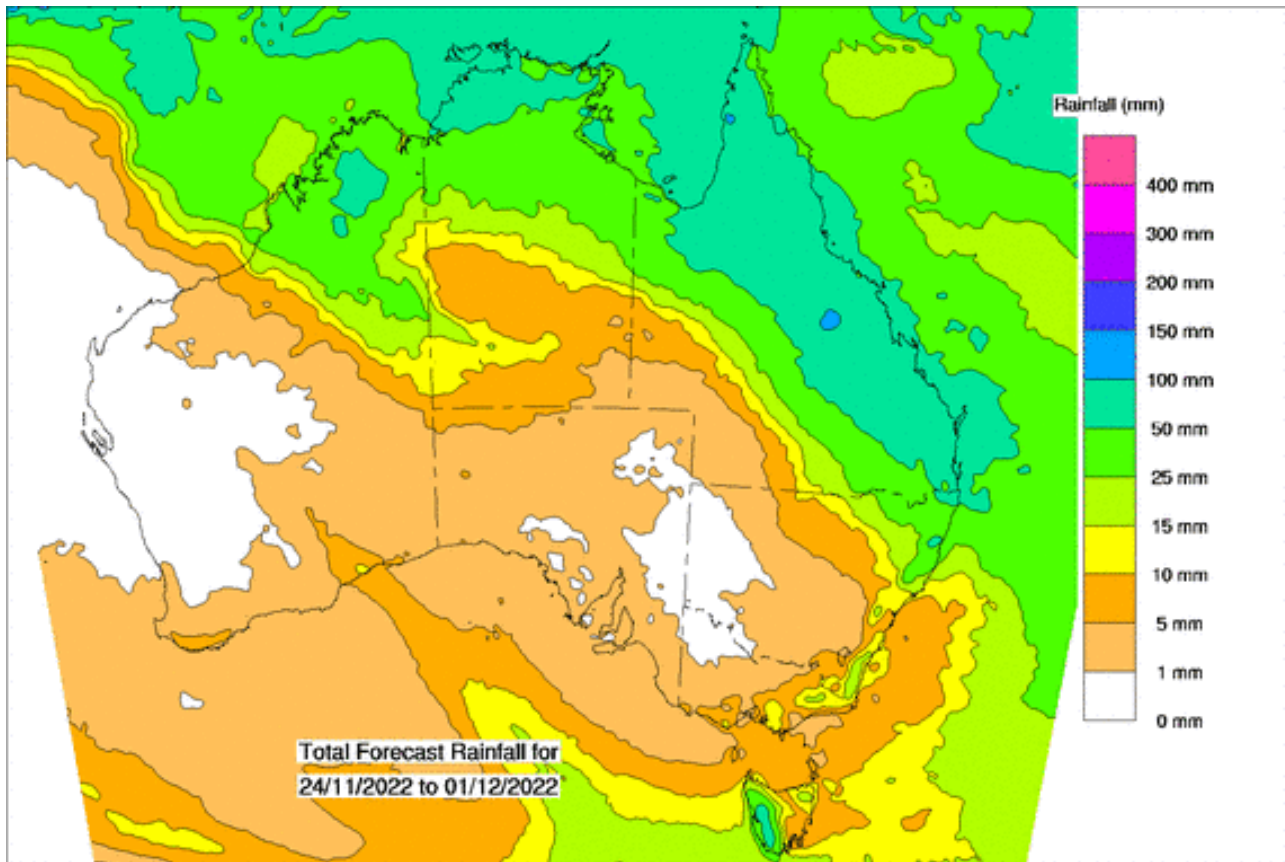 Rainfall (mm)
400 mm
300 mm
200 mm
150 mm
100 mm
50 mm
25 mm
15 mm
10 mm
5 mm
1 mm
0 mm
Total Forecast Rainfall for
24/11/2022 to 01/12/2022